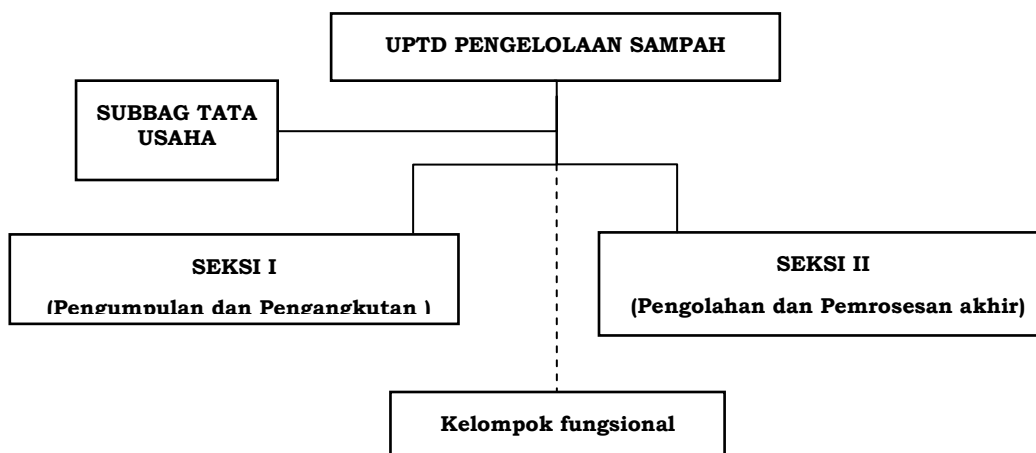 UPTD PENGELOLAAN SAMPAH
SUBBAG TATA
USAHA
SEKSI I
(Pengumpulan dan Pengangkutan )
SEKSI II
(Pengolahan dan Pemrosesan akhir)
Kelompok fungsional